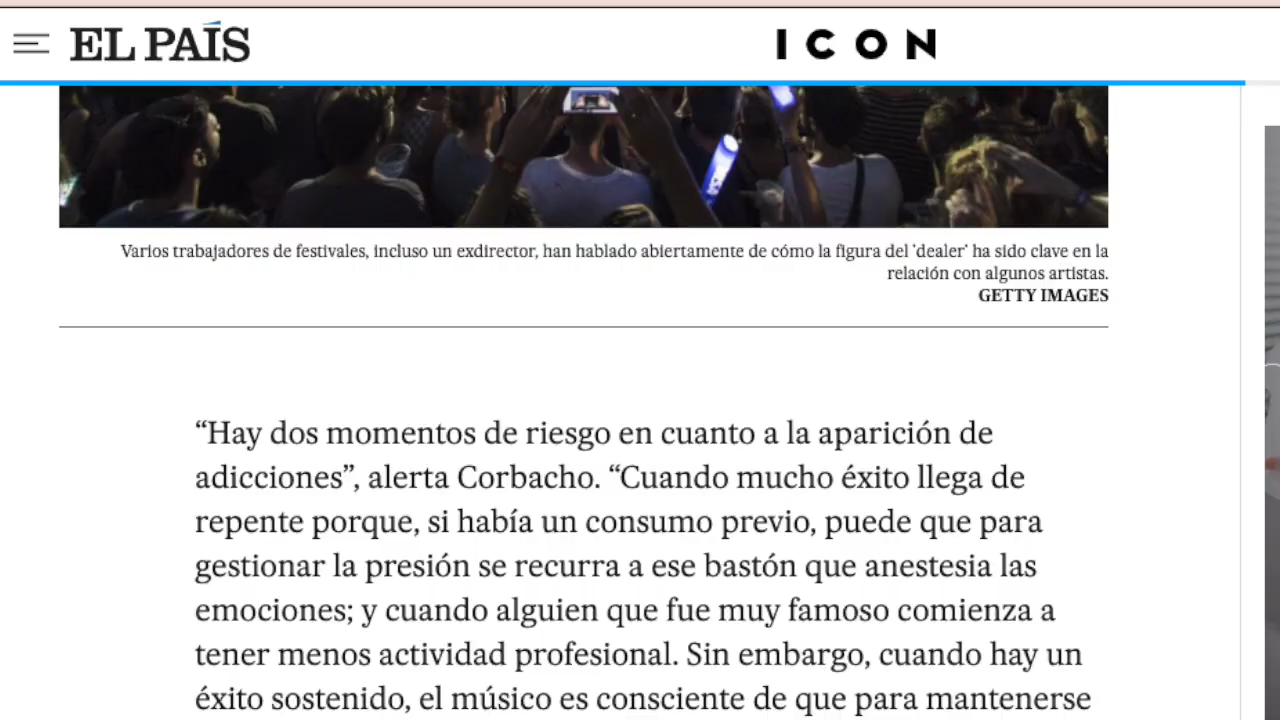 EL PAÍS
ICON
Varios trabajadores de festivales, incluso un exdirector, han hablado abiertamente de cómo la figura del ‘dealer’ ha sido clave en la
relación con algunos artistas.
GETTY IMAGES
“Hay dos momentos de riesgo en cuanto a la aparición de
adicciones”, alerta Corbacho. “Cuando mucho éxito llega de
repente porque, si había un consumo previo, puede que para
gestionar la presión se recurra a ese bastón que anestesia las
emociones; y cuando alguien que fue muy famoso comienza a
tener menos actividad profesional. Sin embargo, cuando hay un
éxito sostenido, el músico es consciente de que para mantenerse